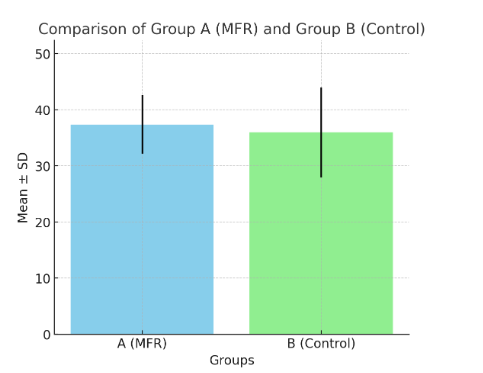 Comparison of Group A (MFR) and Group B (Control)
50
40
30
20
10
0
Mean ± SD
A (MFR)
B (Control)
Groups